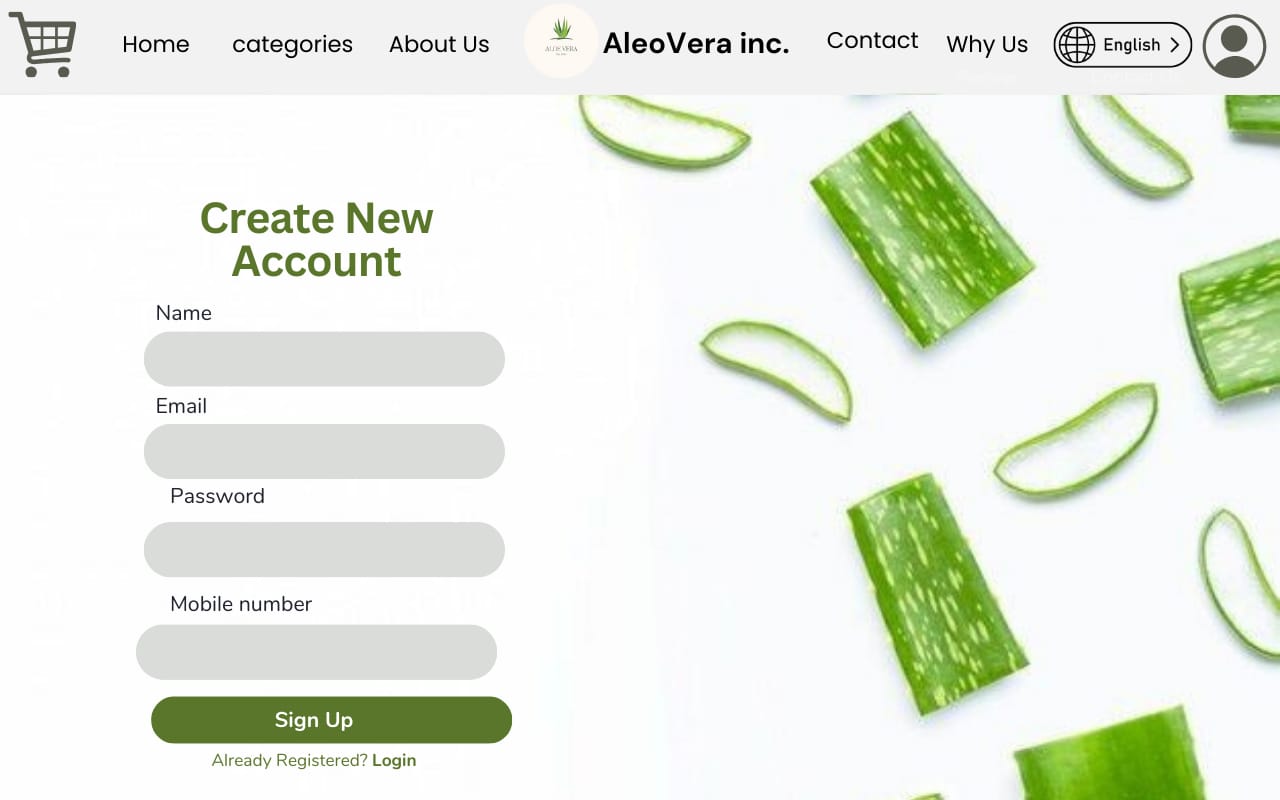 Home
categories
About Us
ALOE VERA
AleoVera inc.
Contact
Why Us
English
Create New
Account
Name
Email
Password
Mobile number
Sign Up
Already Registered? Login